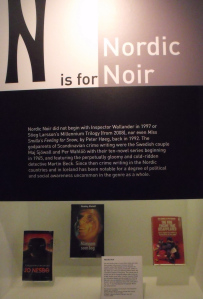 N
Nordic
is for Noir
Nordic Noir did not begin with Inspector Wallander in 1997 or
Stieg Larsson's Millennium Trilogy (from 2008), nor even Miss
Smilla's Feeling for Snow, by Peter Høeg, back in 1992. The
godparents of Scandinavian crime writing were the Swedish couple
Maj Sjöwall and Per Wahlöö with their ten-novel series beginning
in 1965, and featuring the perpetually gloomy and cold-ridden
detective Martin Beck. Since then crime writing in the Nordic
countries and in Iceland has been notable for a degree of political
and social awareness uncommon in the genre as a whole.
JO NESBO